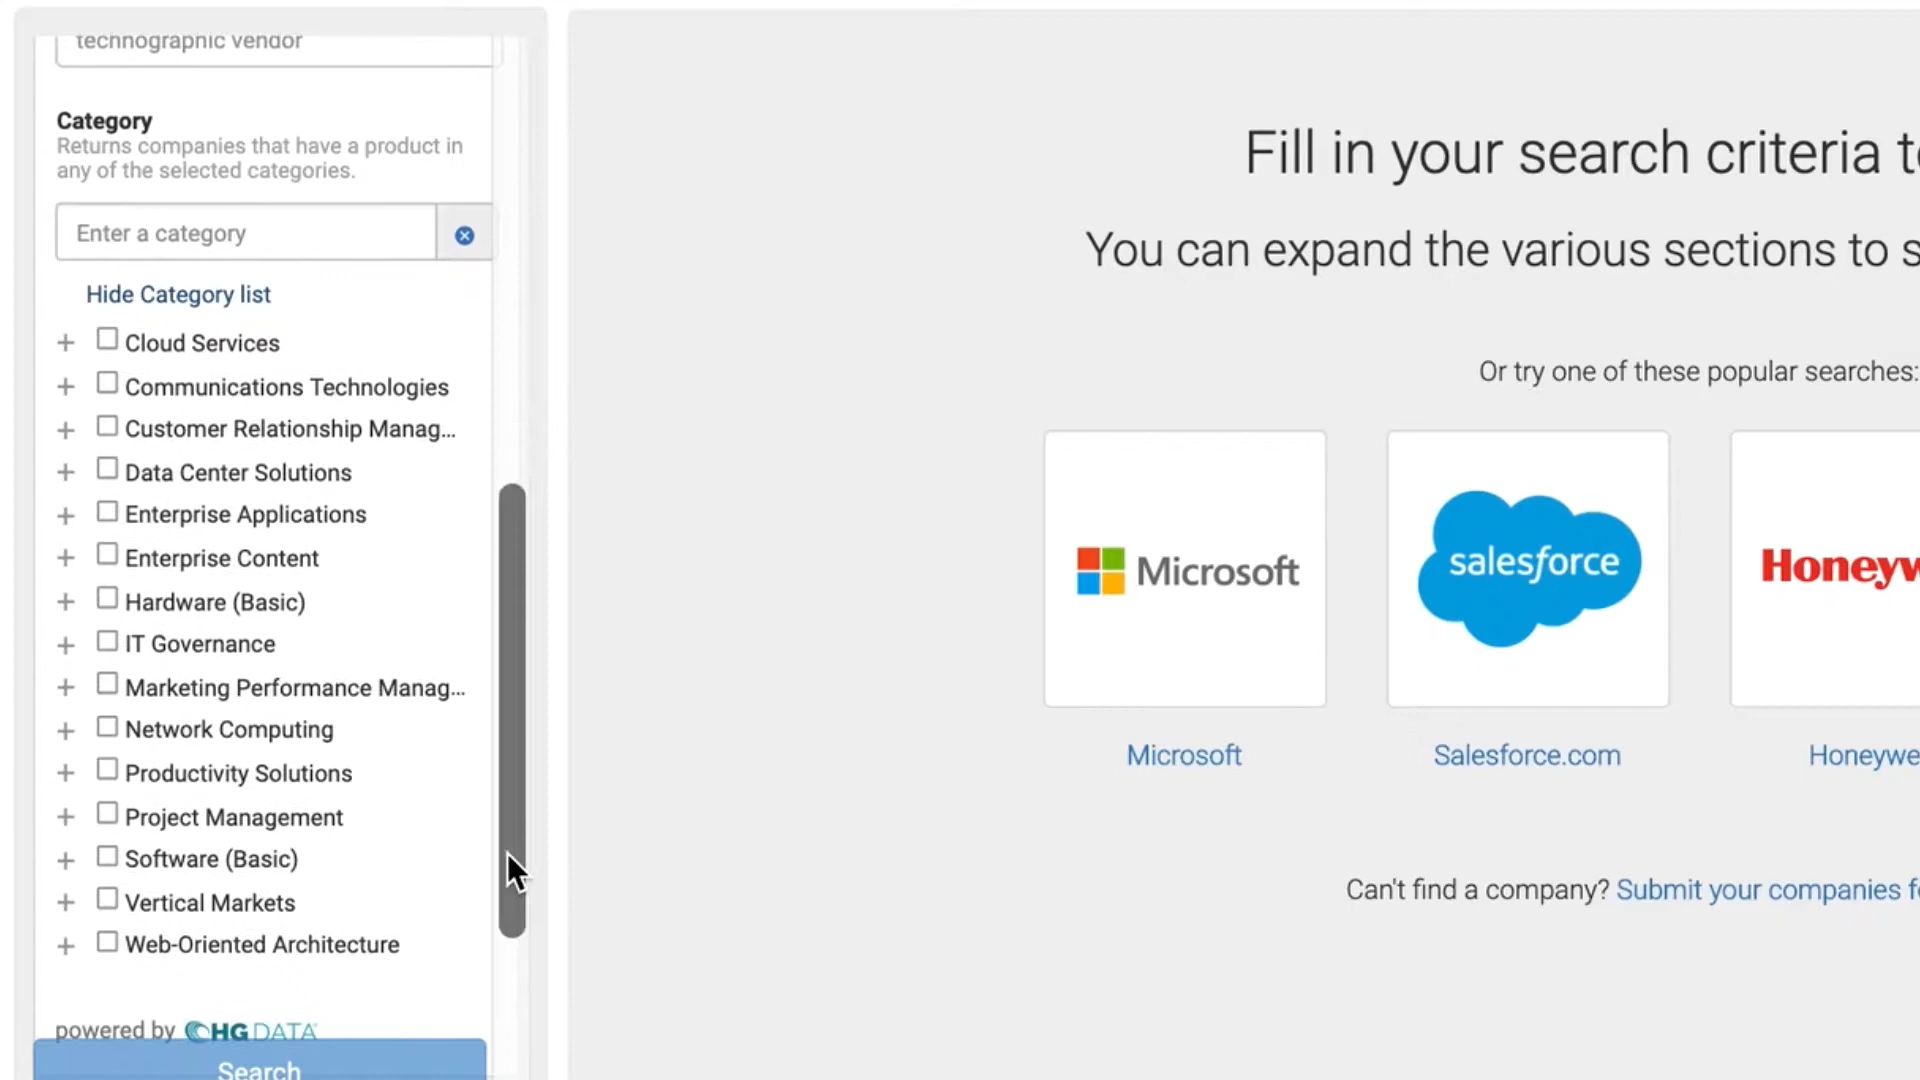 technographic vendor
Category
Returns companies that have a product in
any of the selected categories.
Enter a category
Hide Category list
Cloud Services
Communications Technologies
Customer Relationship Manag...
Data Center Solutions
Enterprise Applications
Enterprise Content
Hardware (Basic)
IT Governance
Marketing Performance Manag...
Network Computing
Productivity Solutions
Project Management
Software (Basic)
Vertical Markets
Web-Oriented Architecture
powered by HG DATA
Search
Fill in your search criteria t
You can expand the various sections to s
Or try one of these popular searches:
Microsoft
salesforce
Honeyw
Microsoft
Salesforce.com
Honeywe
Can't find a company? Submit your companies f